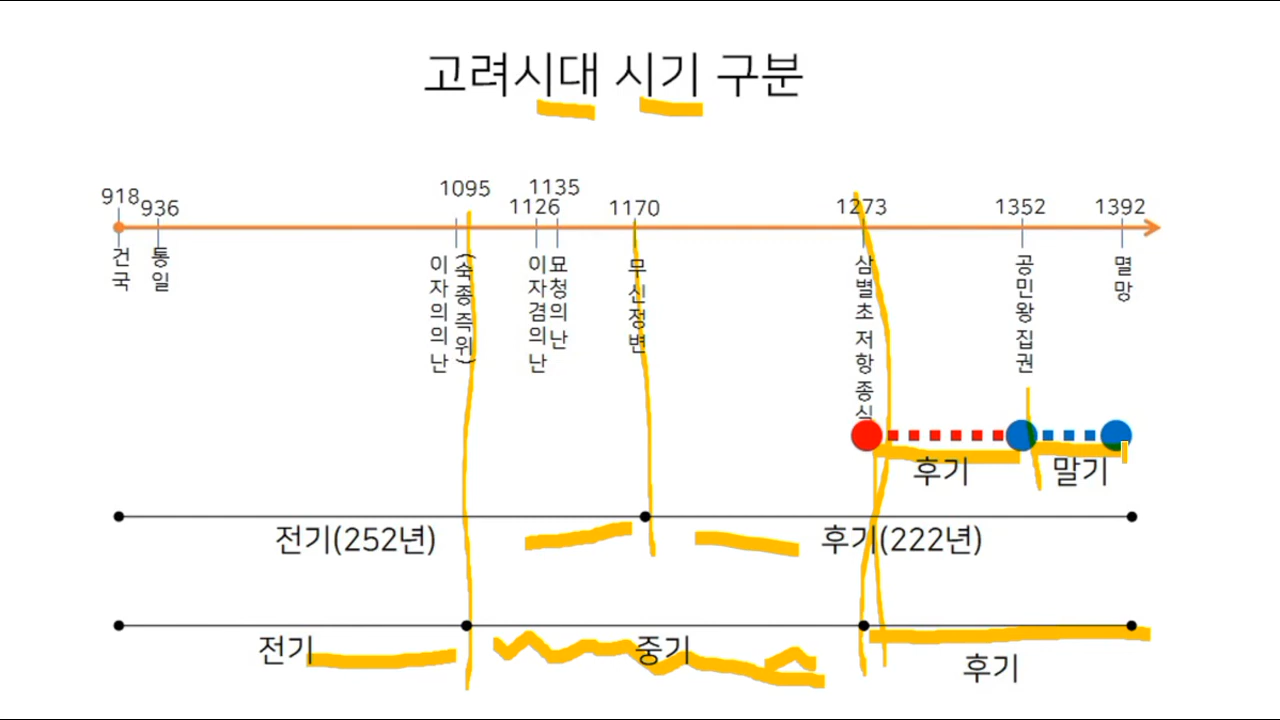 고려시대 시기 구분
918
936
1095
1126
1135
1170
1273
1352
1392
건국
통일
이자의의 난
(숙종 즉위)
이자겸의 난
묘청의 난
무신정변
삼별초 저항 종식
공민왕 집권
멸망
후기
말기
전기(252년)
후기(222년)
전기
중기
후기